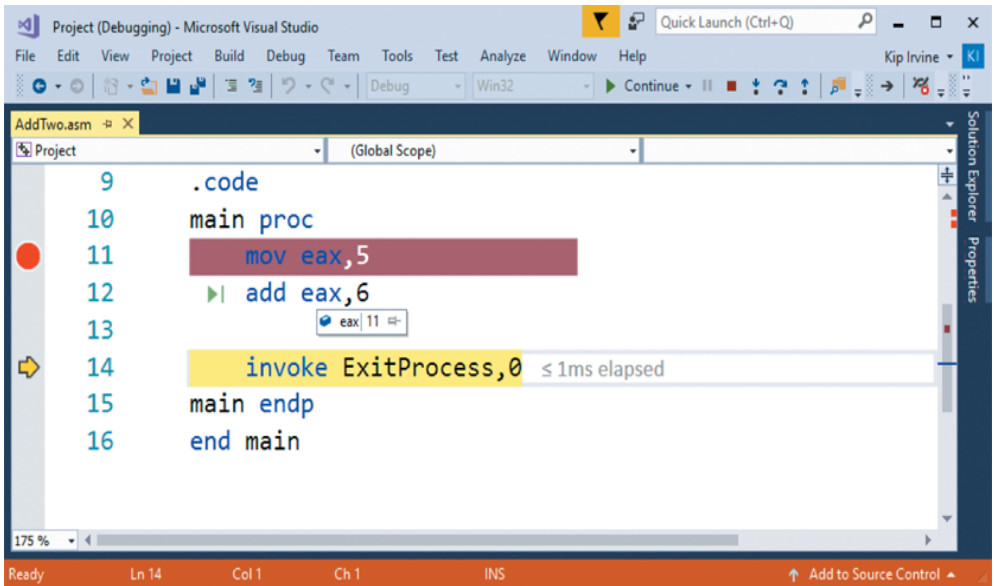 Project (Debugging) - Microsoft Visual Studio
Quick Launch (Ctrl+Q)
File Edit View Project Build Debug Team Tools Test Analyze Window Help
Kip Irvine KI
Debug Win32 Continue
AddTwo.asm
Project (Global Scope)
9 .code
10 main proc
11 mov eax,5
12 add eax,6
eax 11
13
14 invoke ExitProcess,0 ≤ 1ms elapsed
15 main endp
16 end main
Solution Explorer
Properties
175 %
Ready Ln 14 Col 1 Ch 1 INS Add to Source Control